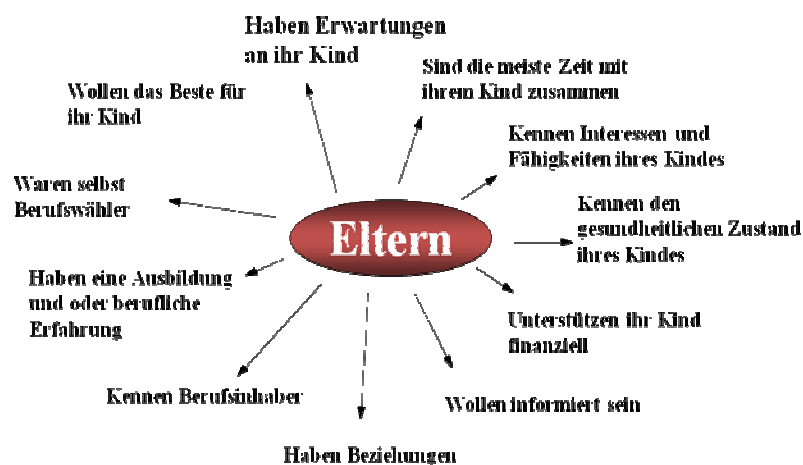 Haben Erwartungen
an ihr Kind
Sind die meiste Zeit mit
ihrem Kind zusammen
Wollen das Beste für
ihr Kind
Kennen Interessen und
Fähigkeiten ihres Kindes
Waren selbst
Berufswähler
Kennen den
gesundheitlichen Zustand
ihres Kindes
Eltern
Haben eine Ausbildung
und oder berufliche
Erfahrung
Unterstützen ihr Kind
finanziell
Kennen Berufsinhaber
Wollen informiert sein
Haben Beziehungen